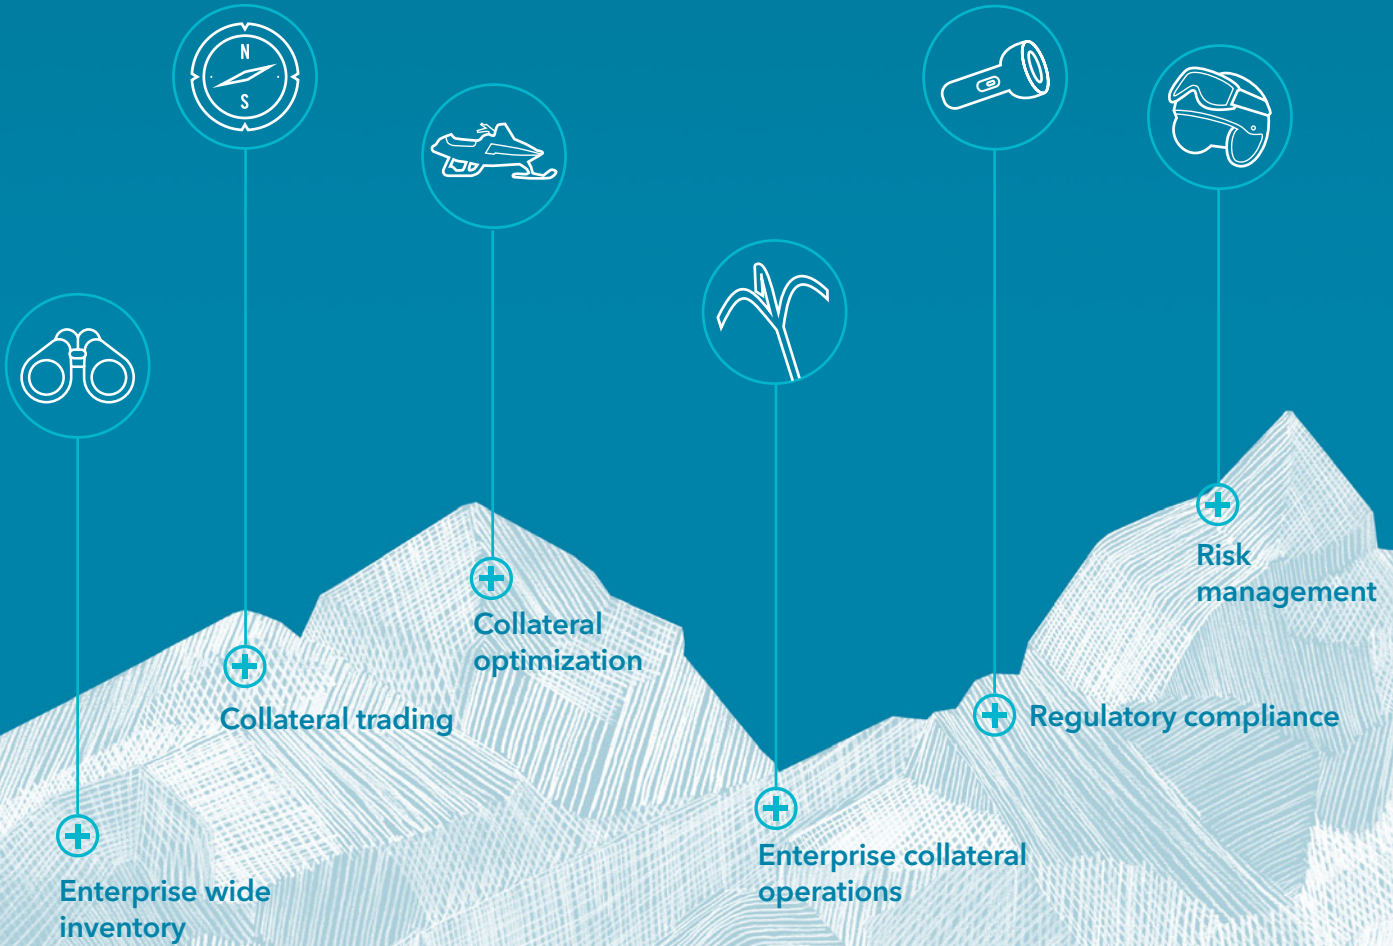 N
S
Collateral
optimization
Risk
management
Collateral trading
Regulatory compliance
Enterprise collateral
operations
Enterprise wide
inventory